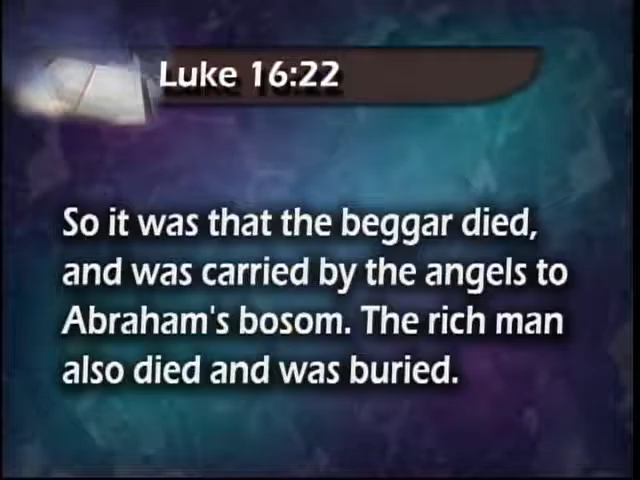 Luke 16:22
So it was that the beggar died,
and was carried by the angels to
Abraham's bosom. The rich man
also died and was buried.